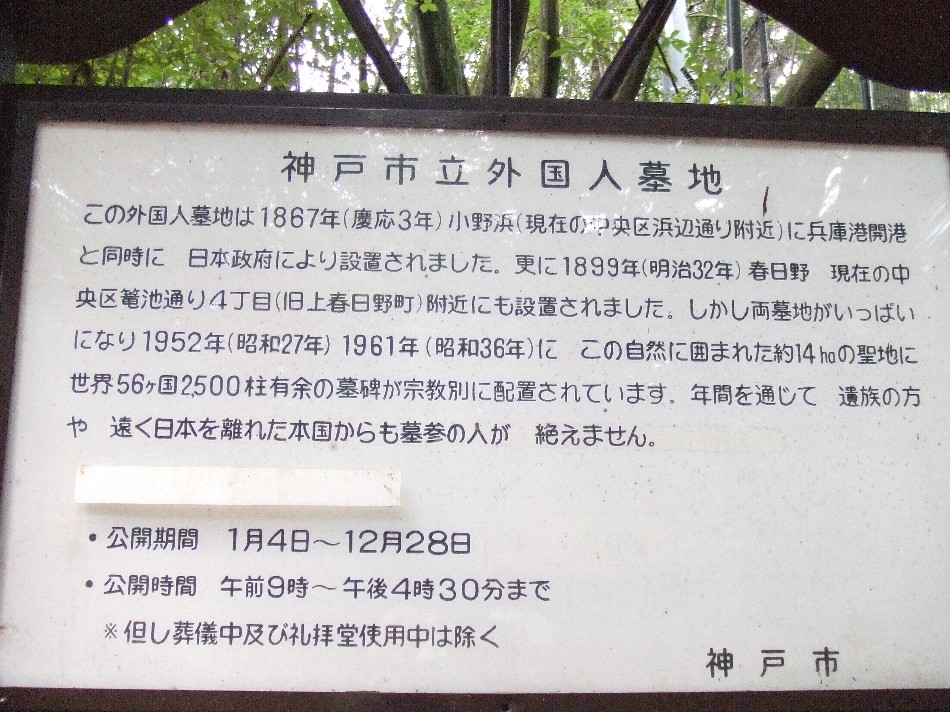 神戸市立外国人墓地
この外国人墓地は1867年(慶応3年)小野浜(現在の中央区浜辺通り附近)に兵庫港開港
と同時に 日本政府により設置されました。更に1899年(明治32年)春日野 現在の中
央区篭池通り4丁目(旧上春日野町)附近にも設置されました。しかし両墓地がいっぱい
になり1952年(昭和27年) 1961年(昭和36年)に この自然に囲まれた約14haの聖地に
世界56ヶ国2,500柱有余の墓碑が宗教別に配置されています。年間を通じて 遺族の方
や 遠く日本を離れた本国からも墓参の人が 絶えません。
・公開期間 1月4日～12月28日
・公開時間 午前9時～午後4時30分まで
※但し葬儀中及び礼拝堂使用中は除く
神戸市